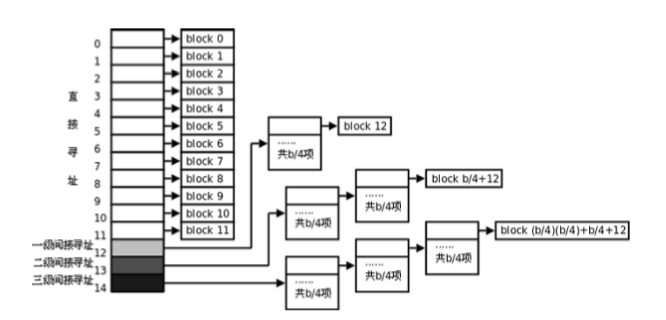 0 block 0
1 block 1
2 block 2
直 3 block 3
4 block 4
接 5 block 5
6 block 6
寻 7 block 7
址 8 block 8
9 block 9
10 block 10
11 block 11
一级间接寻址 12
二级间接寻址 13
三级间接寻址 14
......
共b/4项
block 12
......
共b/4项
......
共b/4项
block b/4+12
......
共b/4项
......
共b/4项
......
共b/4项
block (b/4)(b/4)+b/4+12